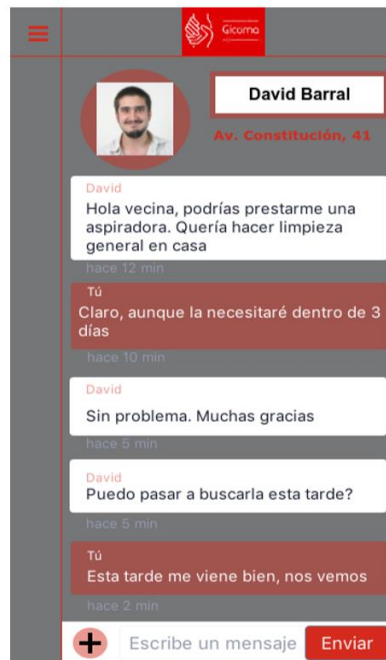 Gicoma
David Barral
Av. Constitución, 41
David
Hola vecina, podrías prestarme una
aspiradora. Quería hacer limpieza
general en casa
hace 12 min
Tú
Claro, aunque la necesitaré dentro de 3
días
hace 10 min
David
Sin problema. Muchas gracias
hace 5 min
David
Puedo pasar a buscarla esta tarde?
hace 5 min
Tú
Esta tarde me viene bien, nos vemos
hace 2 min
Escribe un mensaje
Enviar